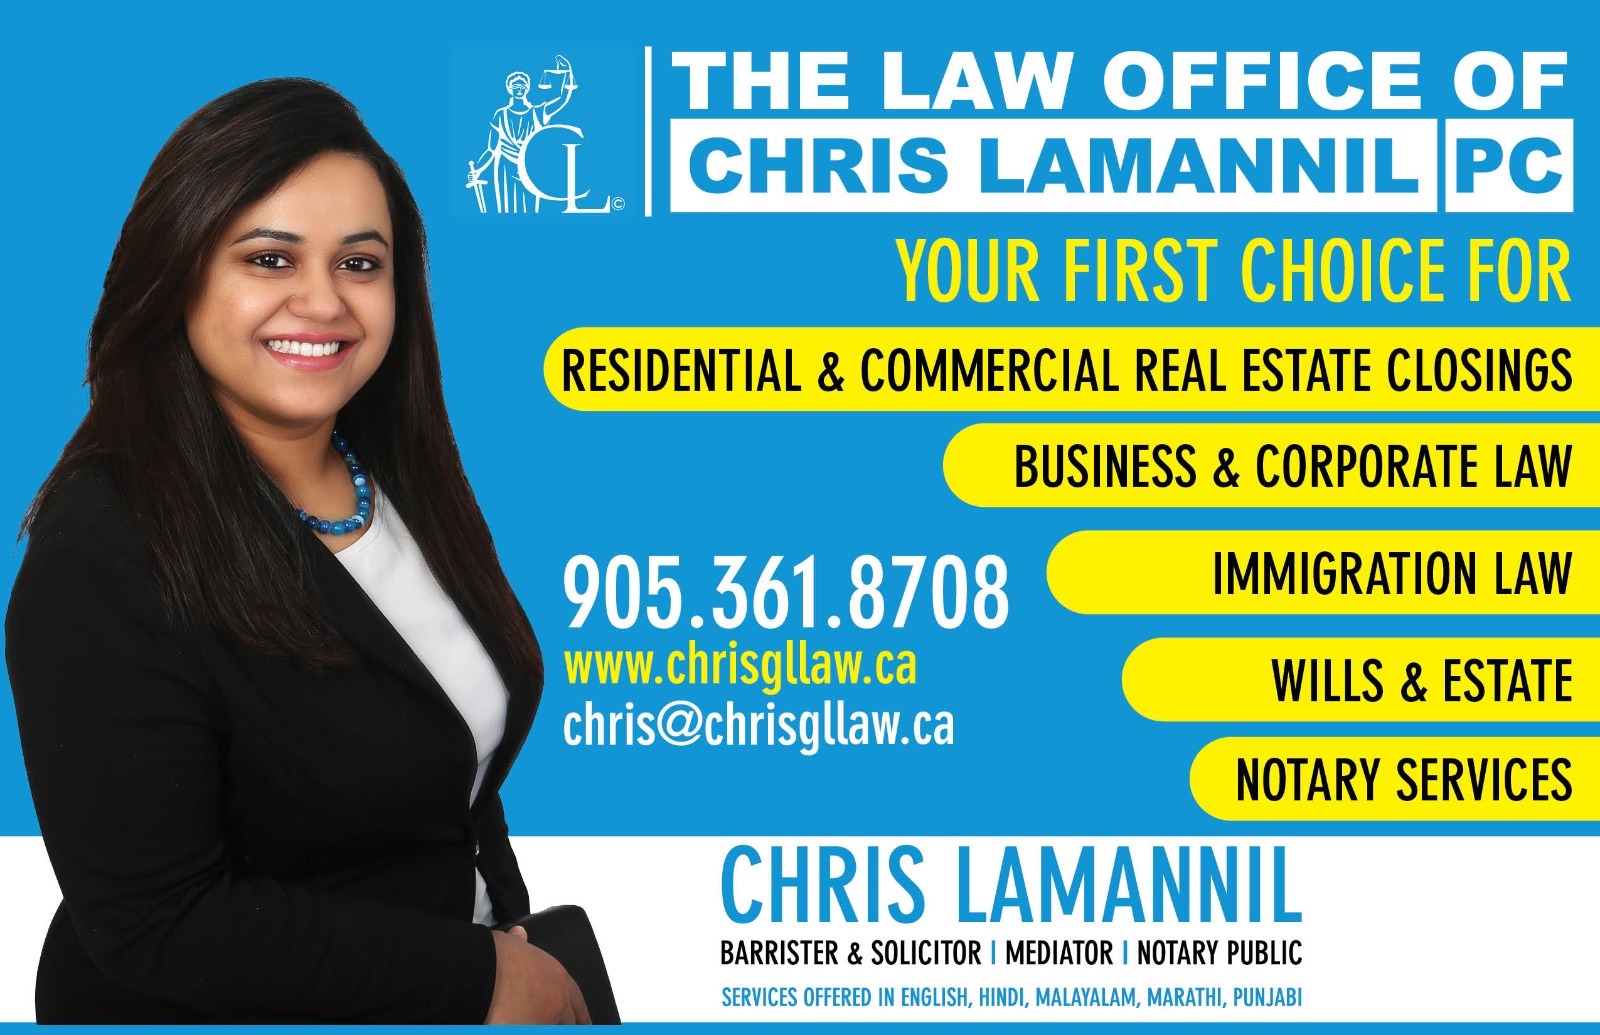 THE LAW OFFICE OF
CHRIS LAMANNIL PC
CL©
YOUR FIRST CHOICE FOR
RESIDENTIAL & COMMERCIAL REAL ESTATE CLOSINGS
BUSINESS & CORPORATE LAW
IMMIGRATION LAW
WILLS & ESTATE
NOTARY SERVICES
905.361.8708
www.chrisgllaw.ca
chris@chrisgllaw.ca
CHRIS LAMANNIL
BARRISTER & SOLICITOR | MEDIATOR | NOTARY PUBLIC
SERVICES OFFERED IN ENGLISH, HINDI, MALAYALAM, MARATHI, PUNJABI